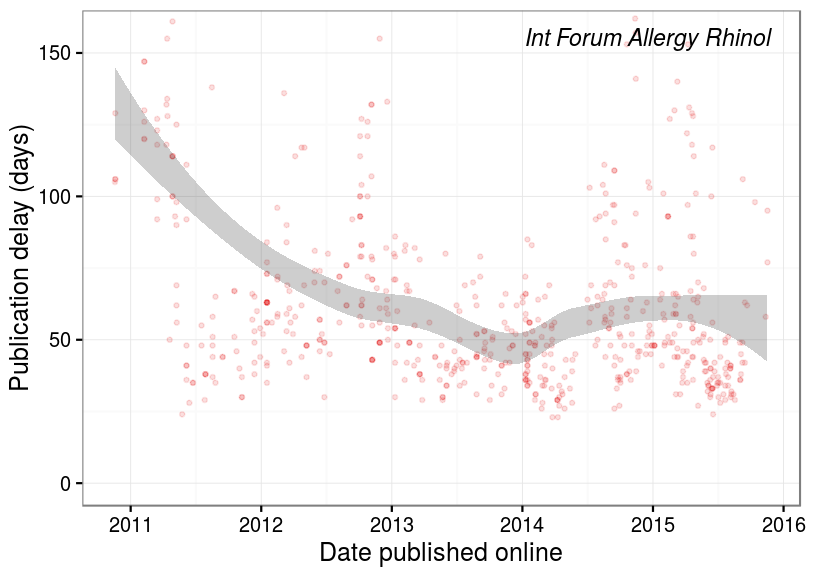 Int Forum Allergy Rhinol
Publication delay (days)
150
100
50
0
2011 2012 2013 2014 2015 2016
Date published online